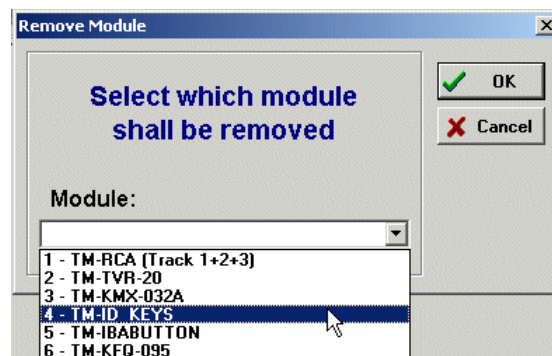 Remove Module
Select which module
shall be removed
OK
Cancel
Module:
1 - TM-RCA (Track 1+2+3)
2 - TM-TVR-20
3 - TM-KMX-032A
4 - TM-ID_KEYS
5 - TM-IBABUTTON
6 - TM-KFQ-095